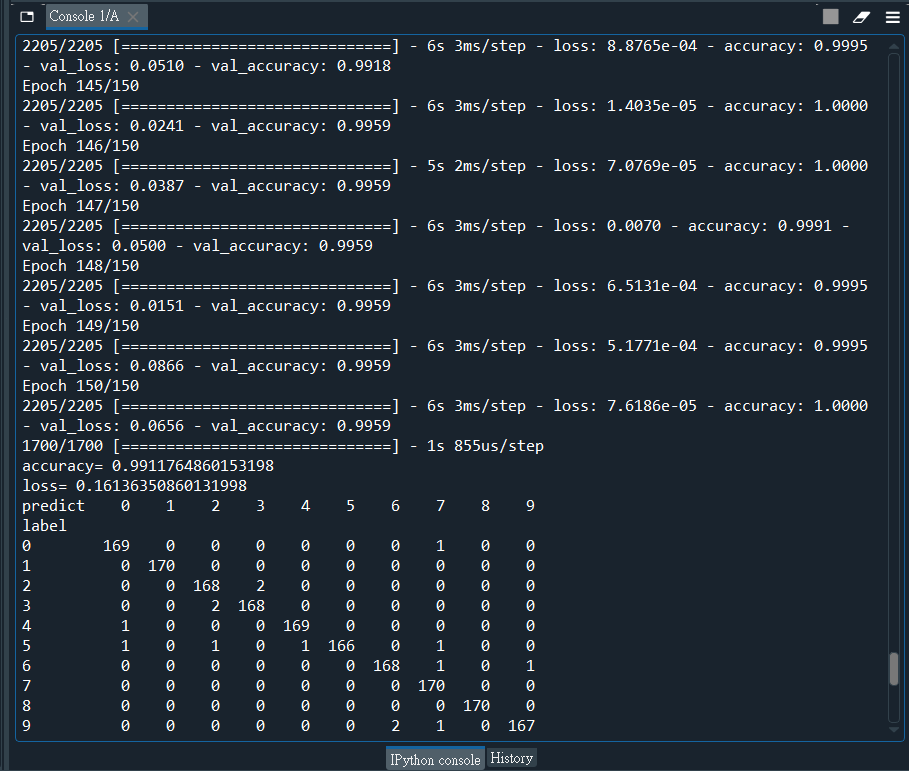 Console 1/A
2205/2205 [==============================] - 6s 3ms/step - loss: 8.8765e-04 - accuracy: 0.9995
- val_loss: 0.0510 - val_accuracy: 0.9918
Epoch 145/150
2205/2205 [==============================] - 6s 3ms/step - loss: 1.4035e-05 - accuracy: 1.0000
- val_loss: 0.0241 - val_accuracy: 0.9959
Epoch 146/150
2205/2205 [==============================] - 5s 2ms/step - loss: 7.0769e-05 - accuracy: 1.0000
- val_loss: 0.0387 - val_accuracy: 0.9959
Epoch 147/150
2205/2205 [==============================] - 6s 3ms/step - loss: 0.0070 - accuracy: 0.9991 -
val_loss: 0.0500 - val_accuracy: 0.9959
Epoch 148/150
2205/2205 [==============================] - 6s 3ms/step - loss: 6.5131e-04 - accuracy: 0.9995
- val_loss: 0.0151 - val_accuracy: 0.9959
Epoch 149/150
2205/2205 [==============================] - 6s 3ms/step - loss: 5.1771e-04 - accuracy: 0.9995
- val_loss: 0.0866 - val_accuracy: 0.9959
Epoch 150/150
2205/2205 [==============================] - 6s 3ms/step - loss: 7.6186e-05 - accuracy: 1.0000
- val_loss: 0.0656 - val_accuracy: 0.9959
1700/1700 [==============================] - 1s 855us/step
accuracy= 0.9911764860153198
loss= 0.16136350860131998
predict    0    1    2    3    4    5    6    7    8    9
label
0        169    0    0    0    0    0    0    1    0    0
1          0  170    0    0    0    0    0    0    0    0
2          0    0  168    2    0    0    0    0    0    0
3          0    0    2  168    0    0    0    0    0    0
4          1    0    0    0  169    0    0    0    0    0
5          1    0    1    0    1  166    0    1    0    0
6          0    0    0    0    0    0  168    1    0    1
7          0    0    0    0    0    0    0  170    0    0
8          0    0    0    0    0    0    0    0  170    0
9          0    0    0    0    0    0    2    1    0  167
IPython console History